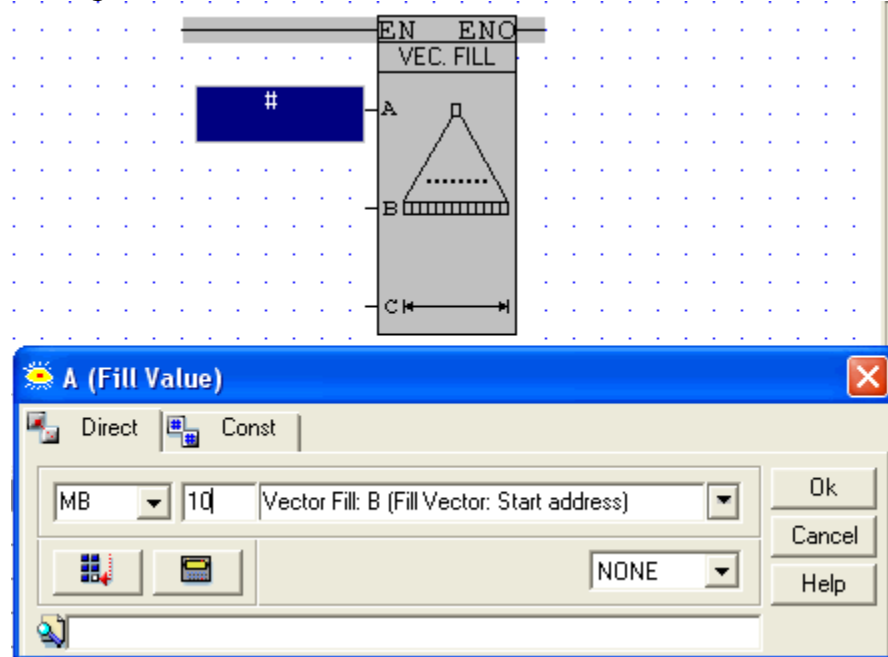 EN ENO
VEC. FILL
#
A
B
C
A (Fill Value)
Direct # # Const
MB 10 Vector Fill: B (Fill Vector: Start address) Ok
Cancel
NONE Help